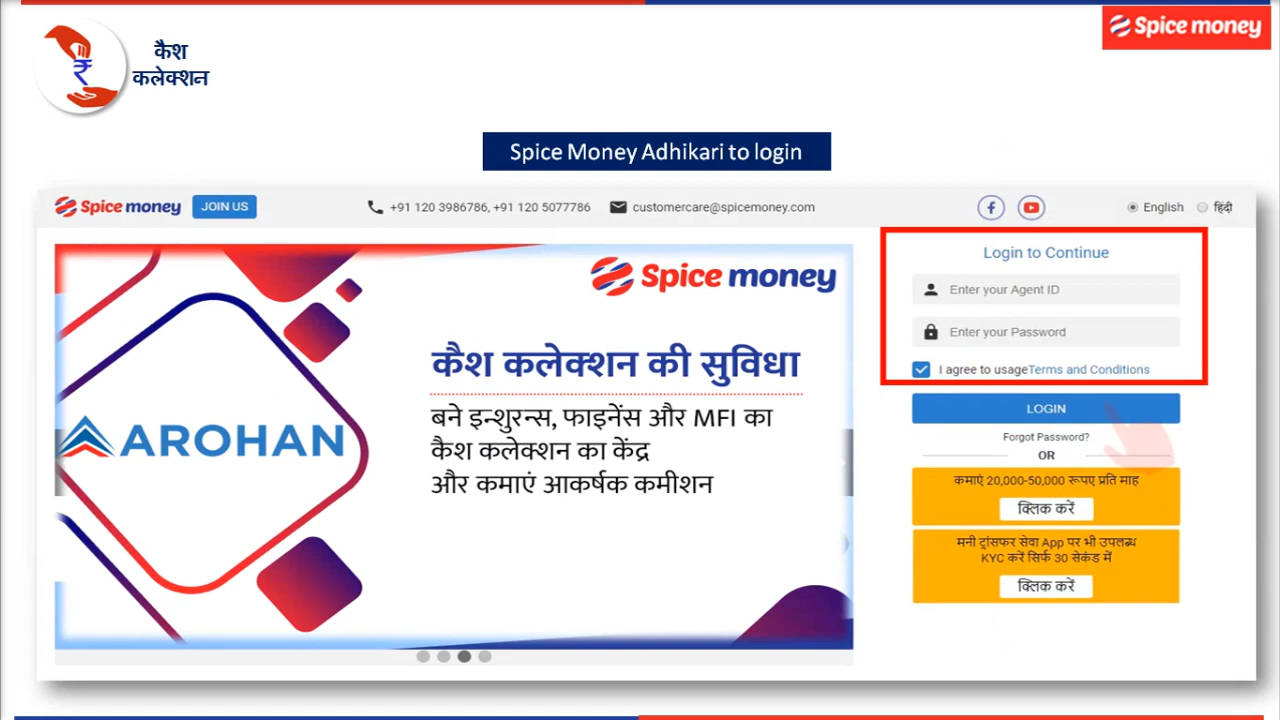 कैश
कलेक्शन
Spice money
Spice Money Adhikari to login
Spice money
JOIN US
+91 120 3986786, +91 120 5077786
customercare@spicemoney.com
English
हिंदी
Spice money
AROHAN
कैश कलेक्शन की सुविधा
बने इन्शुरन्स, फाइनेंस और MFI का
कैश कलेक्शन का केंद्र
और कमाएं आकर्षक कमीशन
Login to Continue
Enter your Agent ID
Enter your Password
I agree to usageTerms and Conditions
LOGIN
Forgot Password?
OR
कमाएं 20,000-50,000 रूपए प्रति माह
क्लिक करें
मनी ट्रांसफर सेवा App पर भी उपलब्ध
KYC करें सिर्फ 30 सेकंड में
क्लिक करें